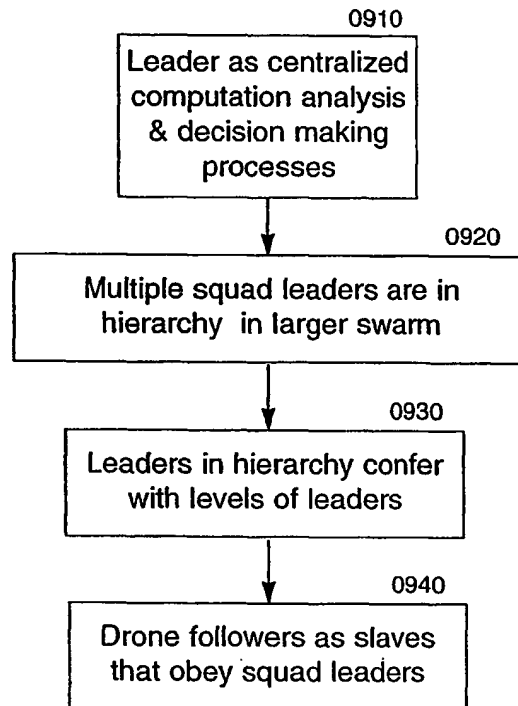 0910
Leader as centralized
computation analysis
& decision making
processes
0920
Multiple squad leaders are in
hierarchy in larger swarm
0930
Leaders in hierarchy confer
with levels of leaders
0940
Drone followers as slaves
that obey squad leaders